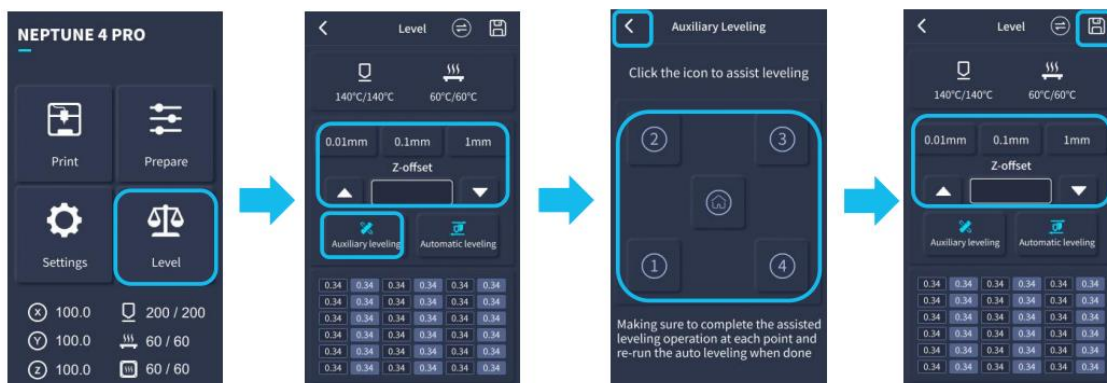 NEPTUNE 4 PRO
Print
Prepare
Settings
Level
X 100.0
200 / 200
Y 100.0
60 / 60
Z 100.0
60 / 60
Level
140°C/140°C
60°C/60°C
0.01mm 0.1mm 1mm
Z-offset
Auxiliary leveling
Automatic leveling
0.34 0.34 0.34 0.34 0.34 0.34
0.34 0.34 0.34 0.34 0.34 0.34
0.34 0.34 0.34 0.34 0.34 0.34
0.34 0.34 0.34 0.34 0.34 0.34
0.34 0.34 0.34 0.34 0.34 0.34
0.34 0.34 0.34 0.34 0.34 0.34
Auxiliary Leveling
Click the icon to assist leveling
2
3
1
4
Making sure to complete the assisted
leveling operation at each point and
re-run the auto leveling when done
Level
140°C/140°C
60°C/60°C
0.01mm 0.1mm 1mm
Z-offset
Auxiliary leveling
Automatic leveling
0.34 0.34 0.34 0.34 0.34 0.34
0.34 0.34 0.34 0.34 0.34 0.34
0.34 0.34 0.34 0.34 0.34 0.34
0.34 0.34 0.34 0.34 0.34 0.34
0.34 0.34 0.34 0.34 0.34 0.34
0.34 0.34 0.34 0.34 0.34 0.34